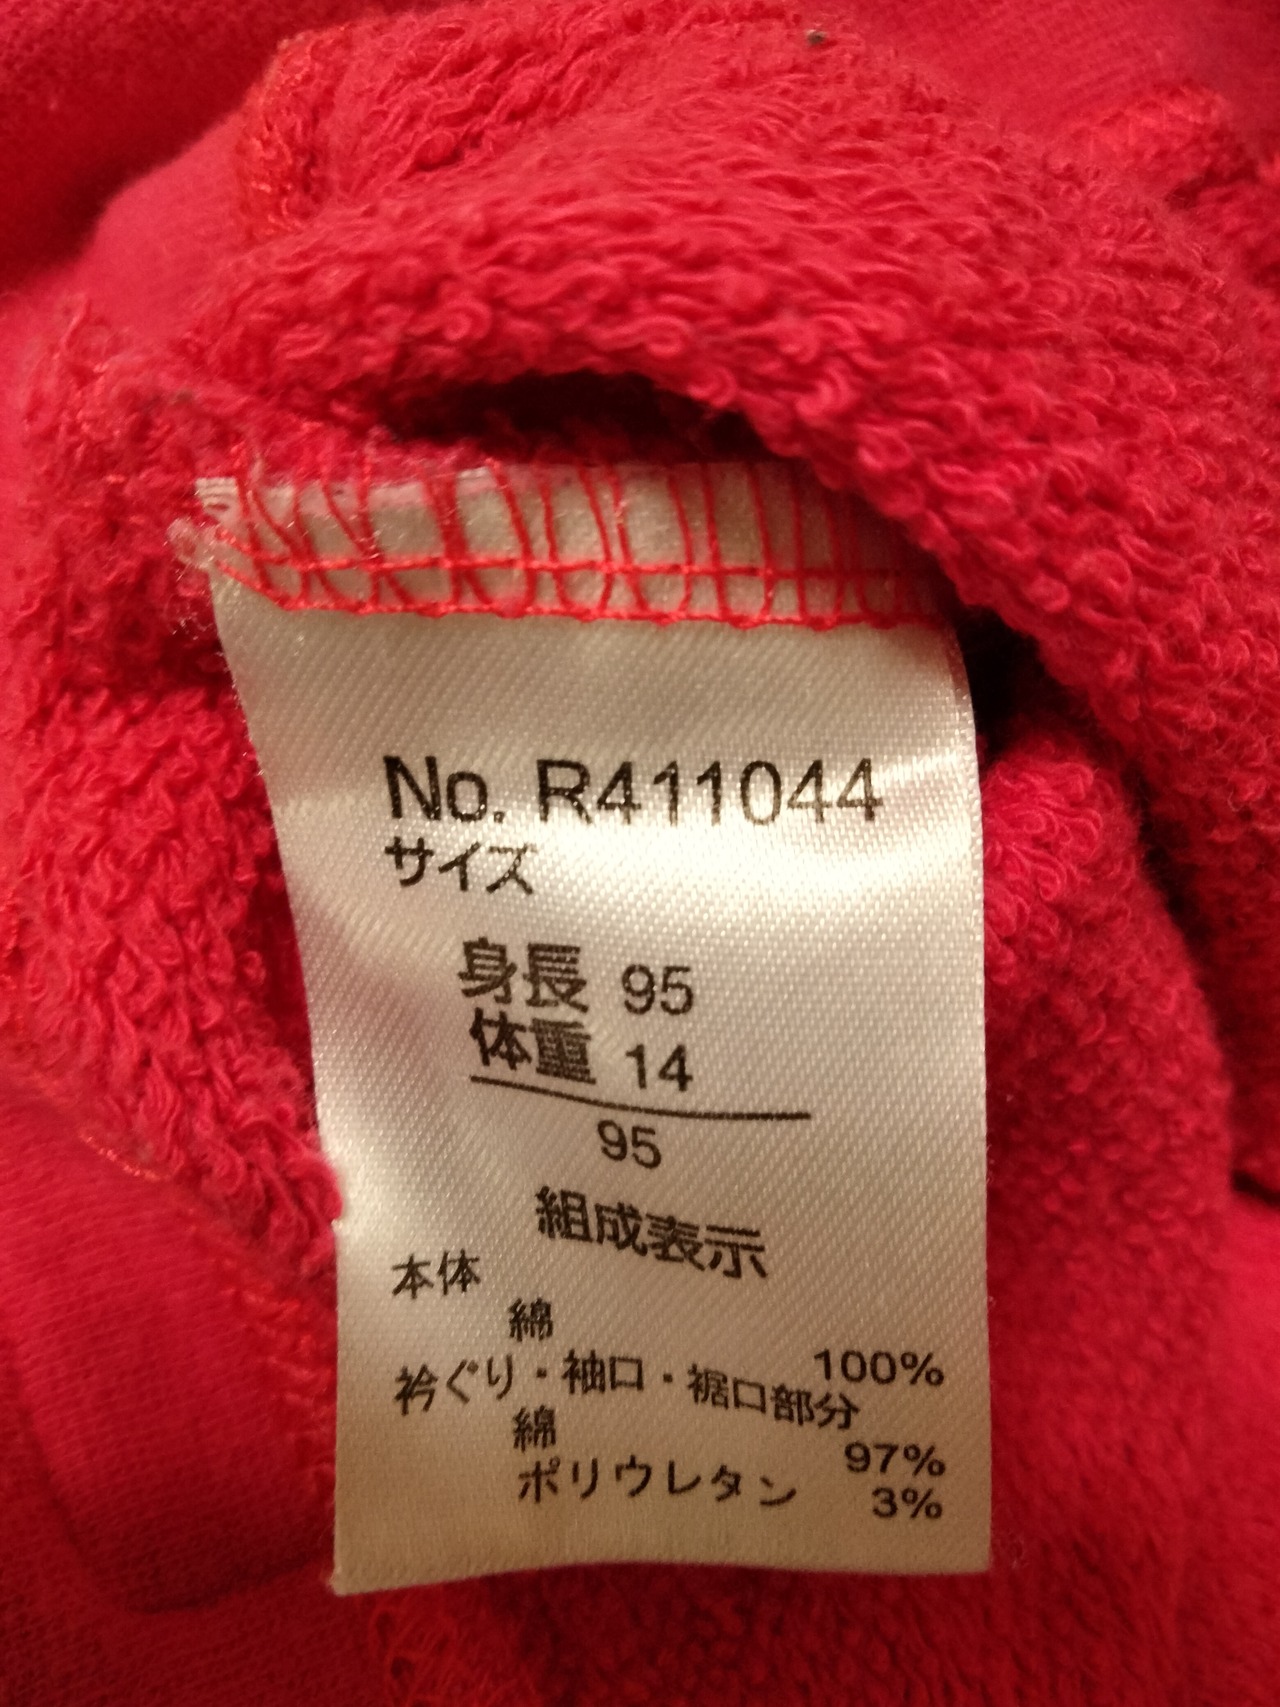 No. R411044
サイズ
身長 95
体重 14
95
組成表示
本体
綿 100%
衿ぐり・袖口・裾口部分
綿 97%
ポリウレタン 3%